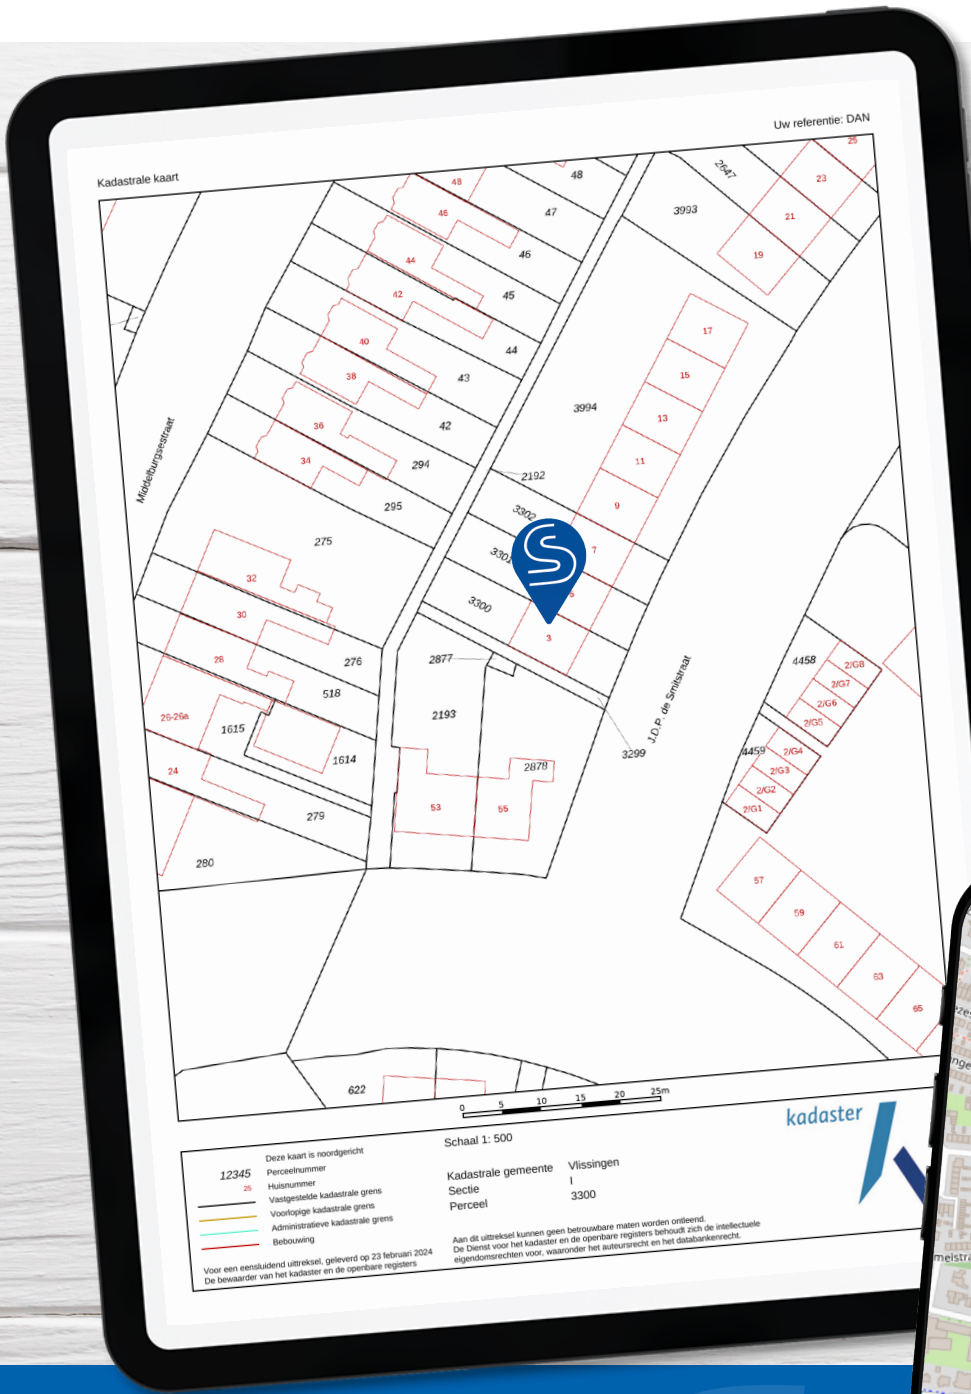 Uw referentie: DAN
Kadastrale kaart
25
48
48
2647
23
46
47
3993
21
44
46
19
42
45
17
40
44
15
38
43
3994
13
36
42
11
34
294
2192
9
295
3302
7
Middelburgsestraat
275
3301
32
3300
3
30
276
2877
4458
2/G8
28
518
2/G7
2/G6
2193
J.D.P. de Smitstraat
2/G5
26-26a
1615
3299
4459
2/G4
1614
2878
2/G3
24
2/G2
53
55
2/G1
279
280
57
59
61
63
65
622
0 5 10 15 20 25m
Schaal 1: 500
kadaster
Deze kaart is noordgericht
12345 Perceelnummer
25 Huisnummer
Vastgestelde kadastrale grens
Voorlopige kadastrale grens
Administratieve kadastrale grens
Bebouwing
Kadastrale gemeente Vlissingen
Sectie I
Perceel 3300
Voor een eensluidend uittreksel, geleverd op 23 februari 2024
De bewaarder van het kadaster en de openbare registers
Aan dit uittreksel kunnen geen betrouwbare maten worden ontleend.
De Dienst voor het kadaster en de openbare registers behoudt zich de intellectuele
eigendomsrechten voor, waaronder het auteursrecht en het databankenrecht.